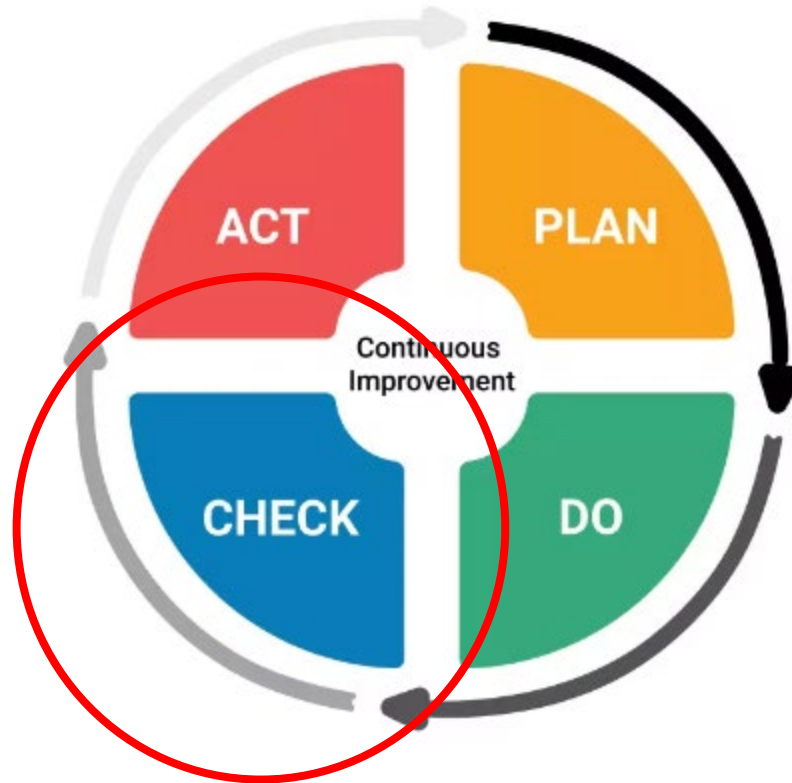 ACT
PLAN
Continuous
Improvement
CHECK
DO